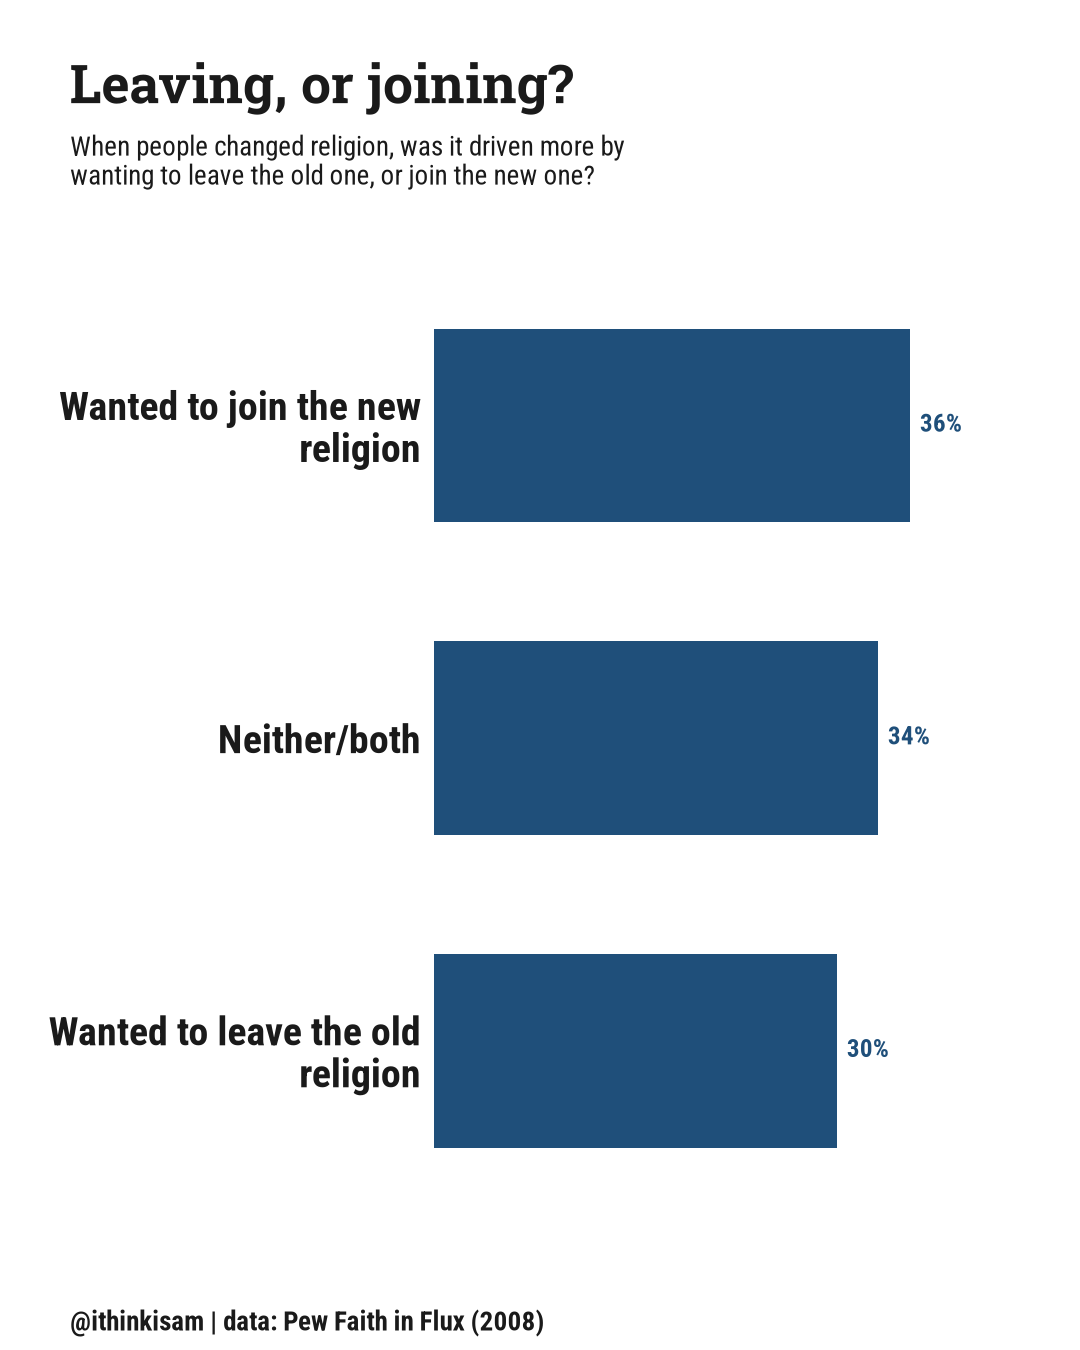 Leaving, or joining?
When people changed religion, was it driven more by
wanting to leave the old one, or join the new one?
Wanted to join the new
religion
36%
Neither/both
34%
Wanted to leave the old
religion
30%
@ithinkisam | data: Pew Faith in Flux (2008)